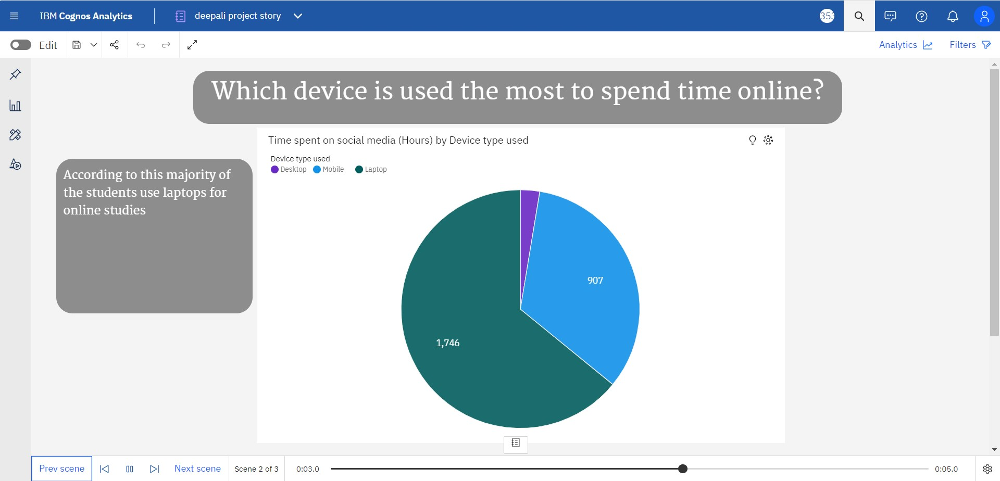 IBM Cognos Analytics
deepali project story
353
Edit
Analytics
Filters
Which device is used the most to spend time online?
Time spent on social media (Hours) by Device type used
Device type used
Desktop Mobile Laptop
According to this majority of
the students use laptops for
online studies
907
1,746
Prev scene
Next scene
Scene 2 of 3
0:03.0
0:05.0